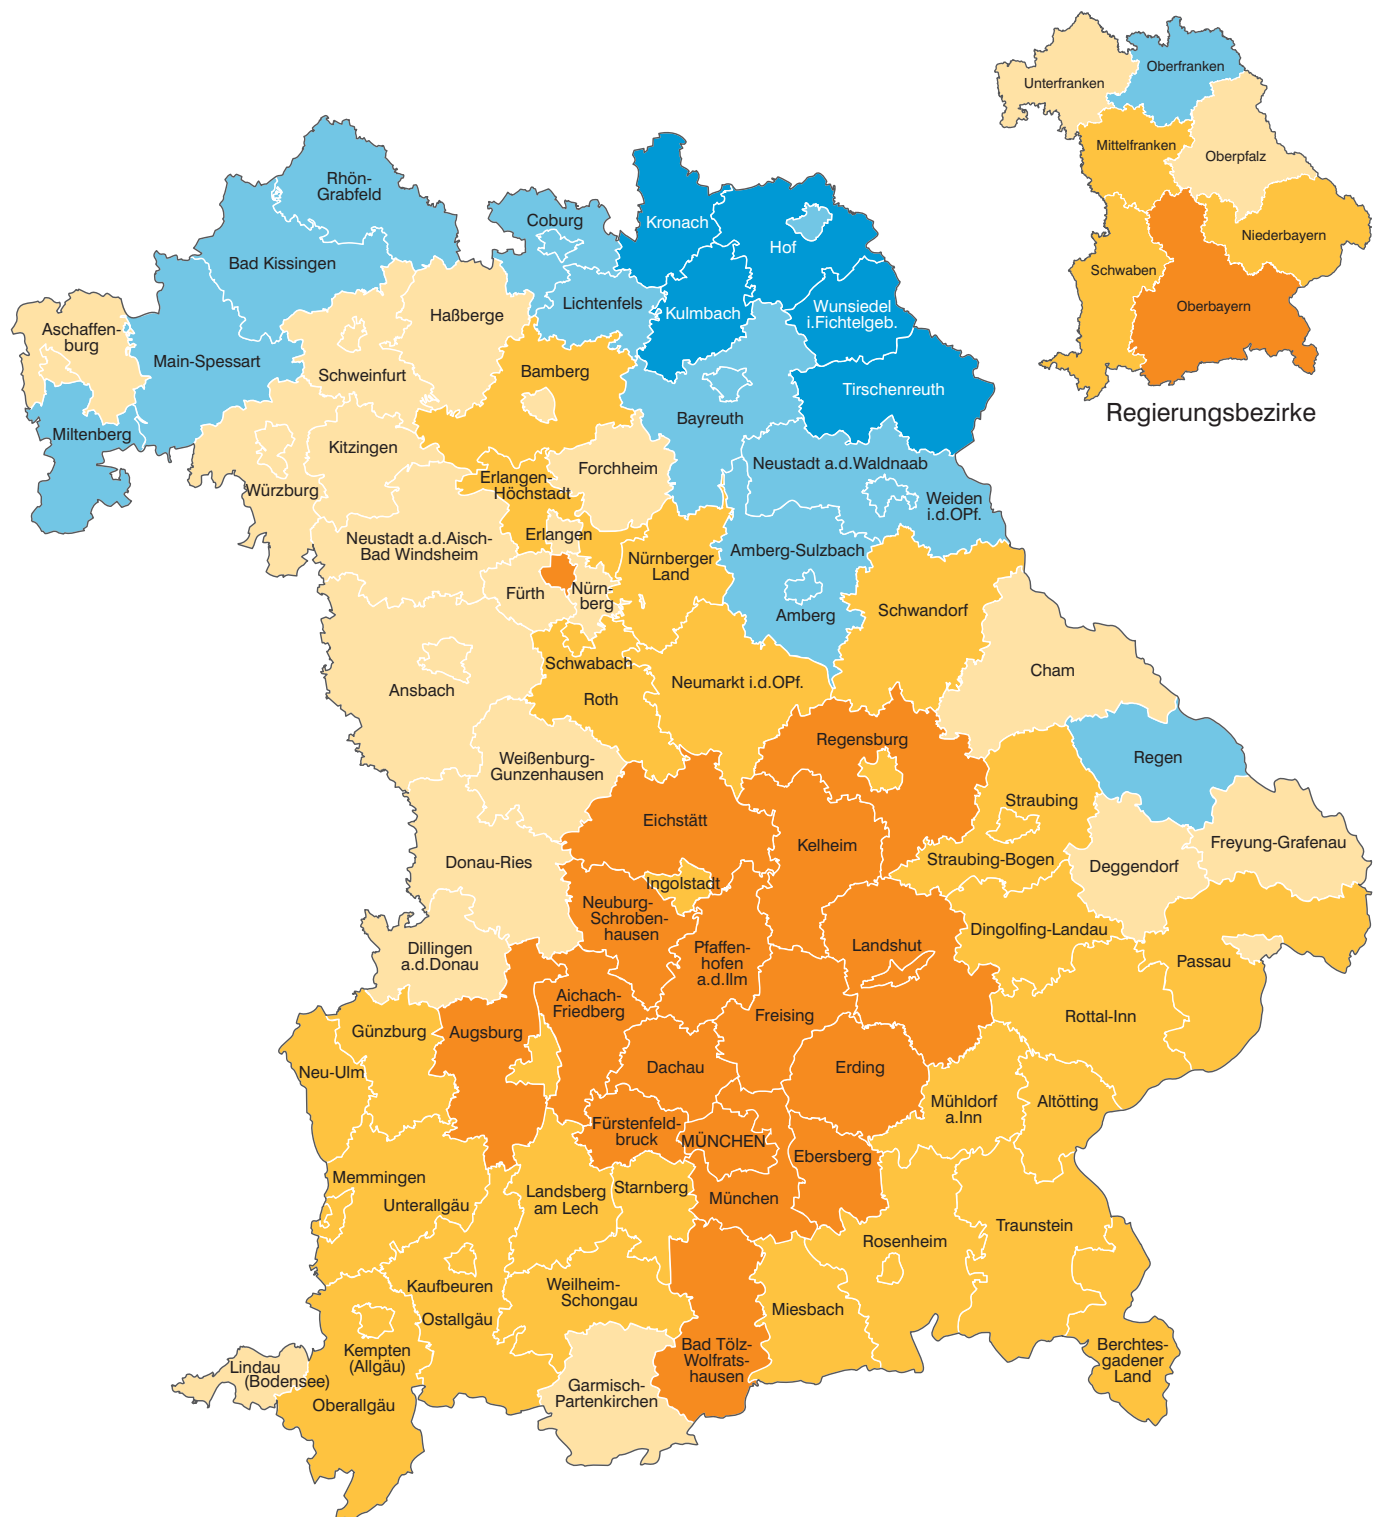 Unterfranken
Oberfranken
Mittelfranken
Oberpfalz
Niederbayern
Schwaben
Oberbayern
Regierungsbezirke
Rhön-
Grabfeld
Bad Kissingen
Coburg
Kronach
Hof
Lichtenfels
Kulmbach
Wunsiedel
i.Fichtelgeb.
Haßberge
Aschaffen-
burg
Main-Spessart
Schweinfurt
Bamberg
Tirschenreuth
Miltenberg
Bayreuth
Kitzingen
Würzburg
Forchheim
Erlangen-
Höchstadt
Neustadt a.d.Waldnaab
Weiden
i.d.OPf.
Neustadt a.d.Aisch-
Bad Windsheim
Erlangen
Nürnberger
Land
Amberg-Sulzbach
Fürth
Nürn-
berg
Amberg
Schwandorf
Schwabach
Ansbach
Roth
Neumarkt i.d.OPf.
Cham
Regensburg
Regen
Weißenburg-
Gunzenhausen
Eichstätt
Straubing
Kelheim
Freyung-Grafenau
Donau-Ries
Straubing-Bogen
Deggendorf
Ingolstadt
Neuburg-
Schroben-
hausen
Dingolfing-Landau
Dillingen
a.d.Donau
Pfaffen-
hofen
a.d.Ilm
Landshut
Passau
Aichach-
Friedberg
Freising
Rottal-Inn
Günzburg
Augsburg
Neu-Ulm
Dachau
Erding
Mühldorf
a.Inn
Altötting
Fürstenfeld-
bruck
MÜNCHEN
Ebersberg
Memmingen
Unterallgäu
Landsberg
am Lech
Starnberg
München
Traunstein
Rosenheim
Kaufbeuren
Weilheim-
Schongau
Ostallgäu
Miesbach
Kempten
(Allgäu)
Bad Tölz-
Wolfrats-
hausen
Berchtes-
gadener
Land
Lindau
(Bodensee)
Oberallgäu
Garmisch-
Partenkirchen